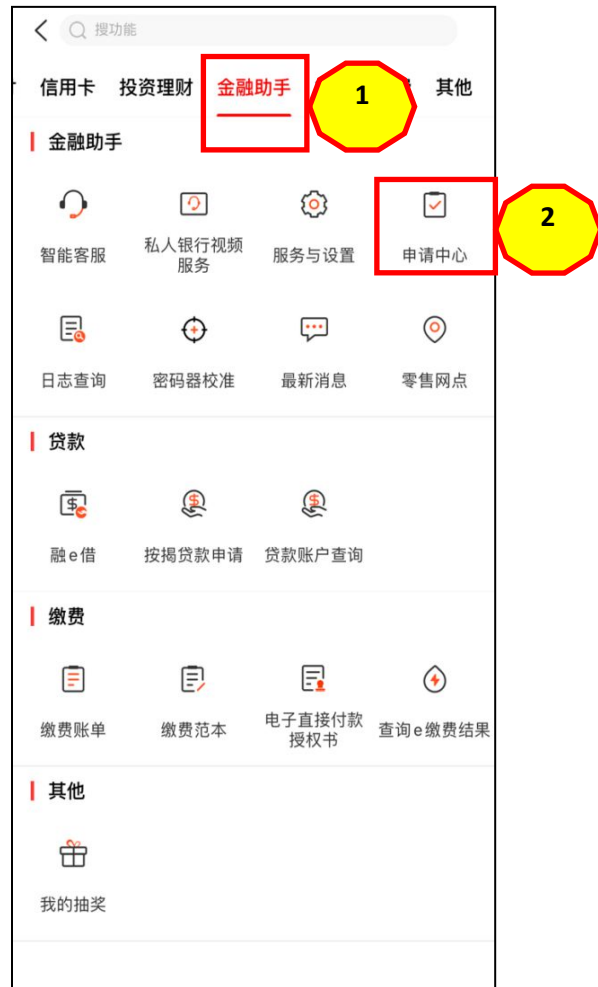 搜功能
信用卡 投资理财 金融助手 其他
1
金融助手
2
智能客服 私人银行视频服务 服务与设置 申请中心
日志查询 密码器校准 最新消息 零售网点
贷款
融e借 按揭贷款申请 贷款账户查询
缴费
缴费账单 缴费范本 电子直接付款授权书 查询e缴费结果
其他
我的抽奖